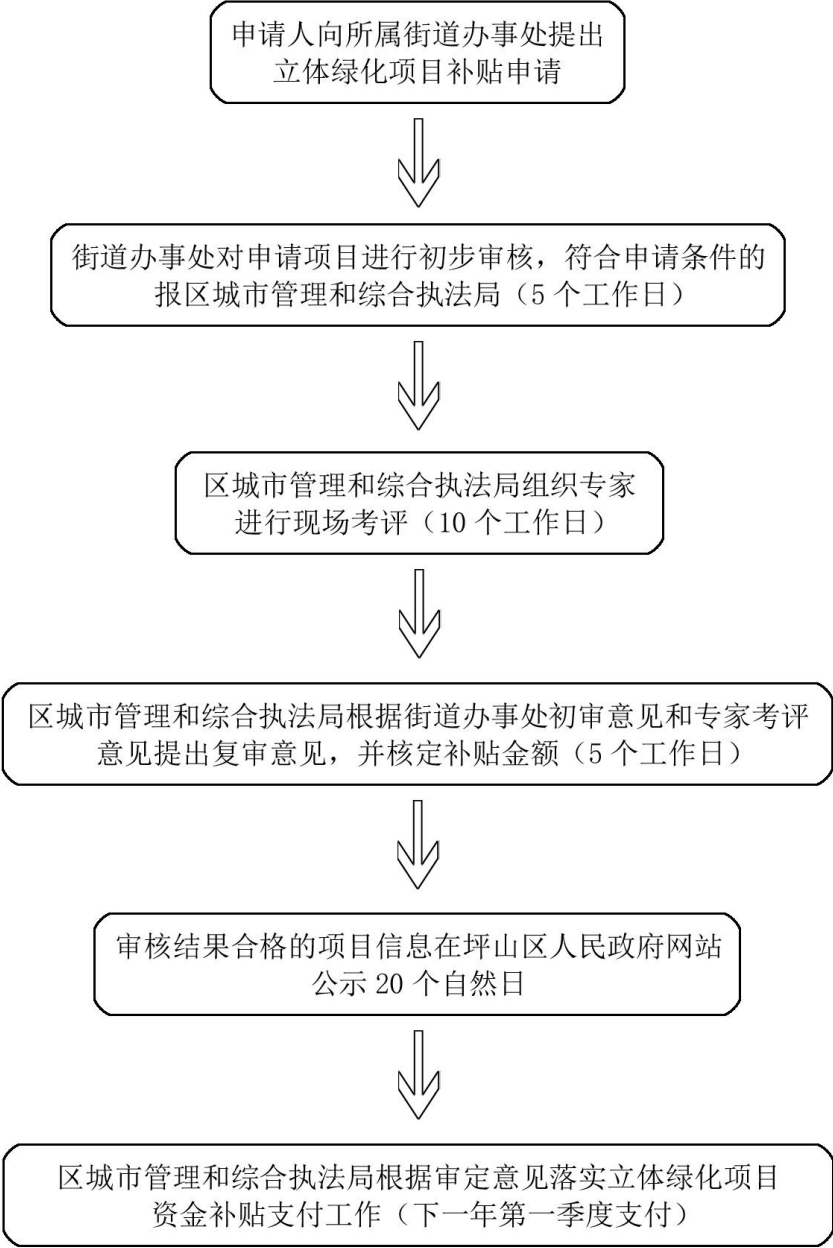 申请人向所属街道办事处提出
立体绿化项目补贴申请
街道办事处对申请项目进行初步审核，符合申请条件的
报区城市管理和综合执法局（5 个工作日）
区城市管理和综合执法局组织专家
进行现场考评（10 个工作日）
区城市管理和综合执法局根据街道办事处初审意见和专家考评
意见提出复审意见，并核定补贴金额（5 个工作日）
审核结果合格的项目信息在坪山区人民政府网站
公示 20 个自然日
区城市管理和综合执法局根据审定意见落实立体绿化项目
资金补贴支付工作（下一年第一季度支付）